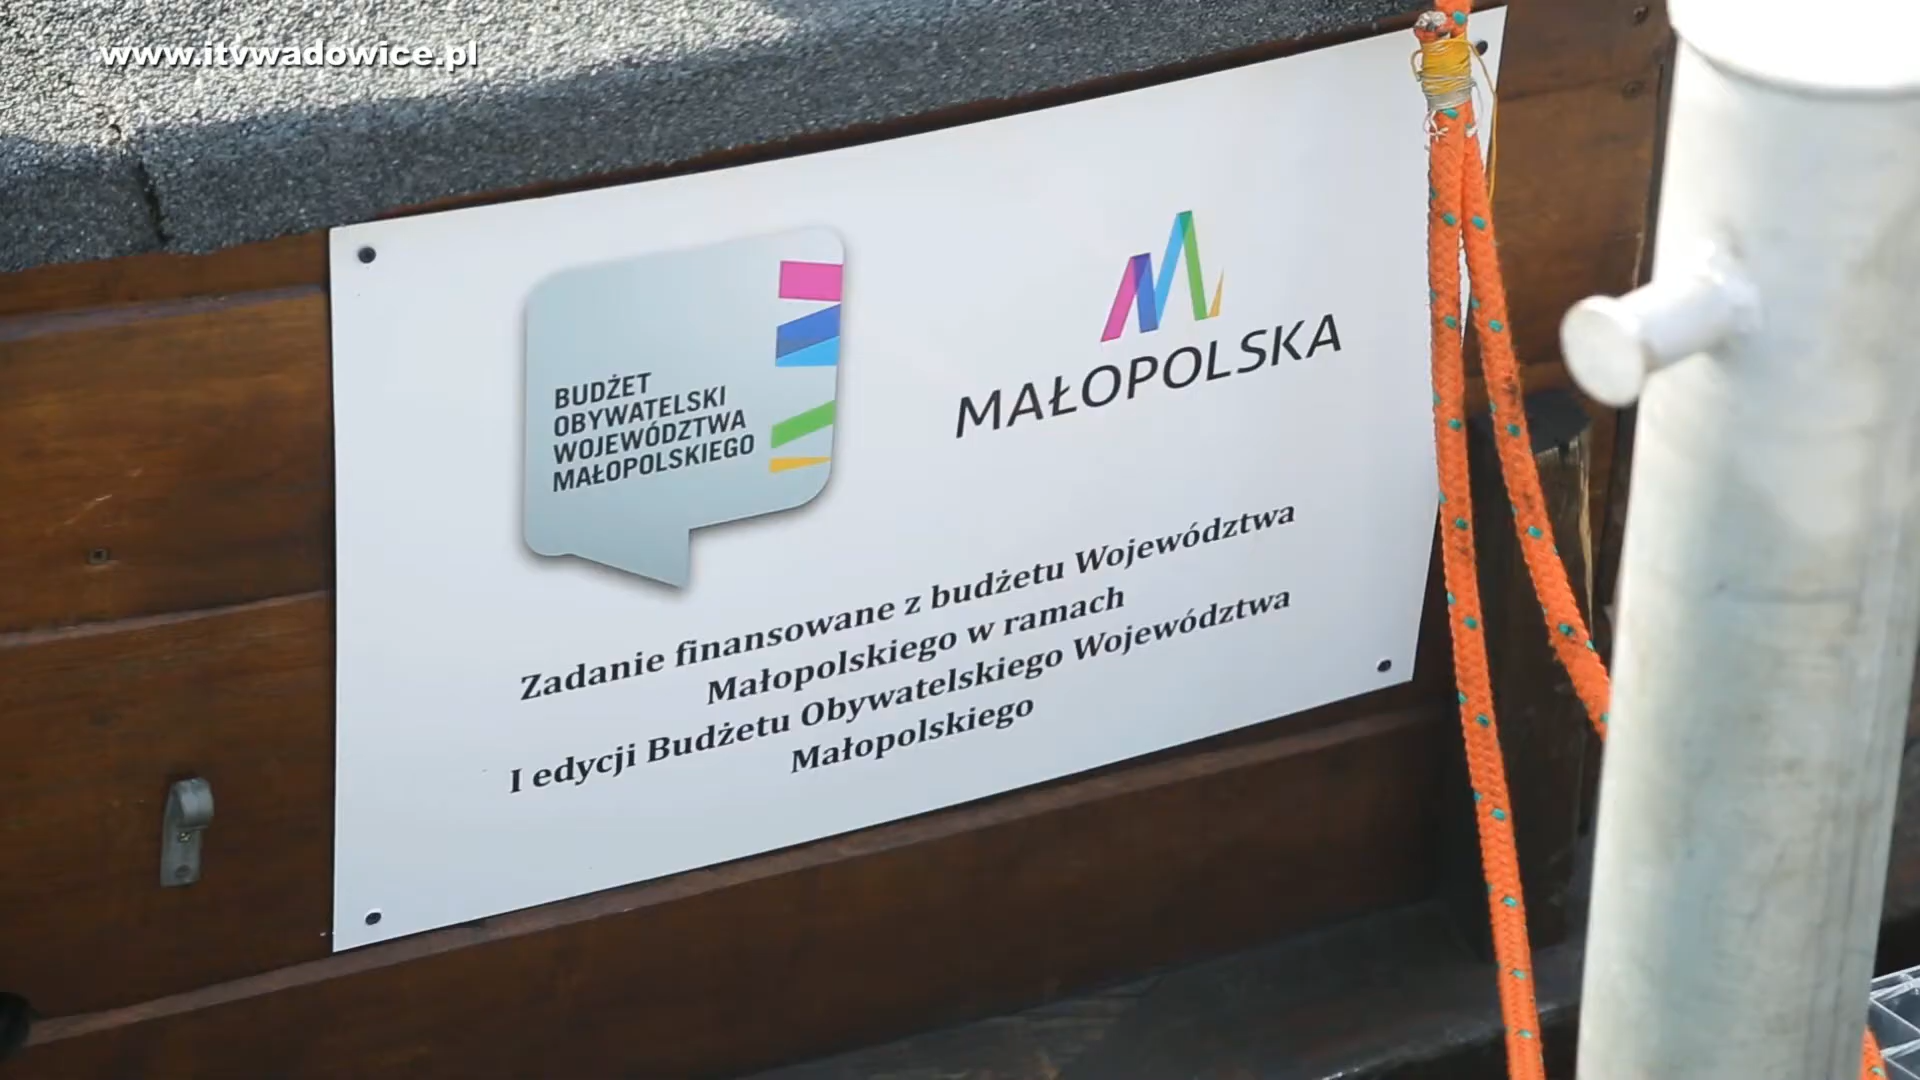 www.itvwadowice.pl
BUDŻET
OBYWATELSKI
WOJEWÓDZTWA
MAŁOPOLSKIEGO
MAŁOPOLSKA
Zadanie finansowane z budżetu Województwa
Małopolskiego w ramach
I edycji Budżetu Obywatelskiego Województwa
Małopolskiego